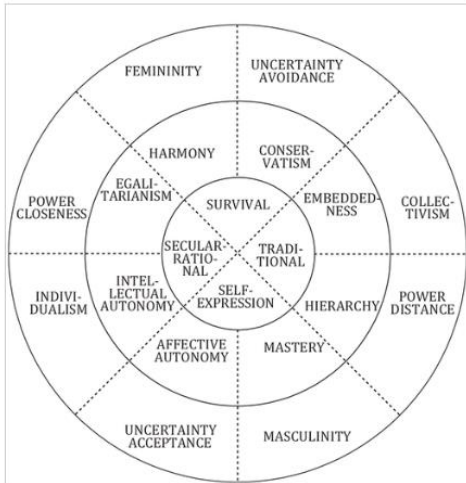 FEMININITY
UNCERTAINTY
AVOIDANCE
HARMONY
CONSER-
VATISM
EGALI-
TARIANISM
EMBEDDED-
NESS
POWER
CLOSENESS
COLLEC-
TIVISM
SURVIVAL
SECULAR-
RATIO-
NAL
TRADI-
TIONAL
SELF-
EXPRESSION
INDIVI-
DUALISM
INTEL-
LECTUAL
AUTONOMY
HIERARCHY
POWER
DISTANCE
AFFECTIVE
AUTONOMY
MASTERY
UNCERTAINTY
ACCEPTANCE
MASCULINITY